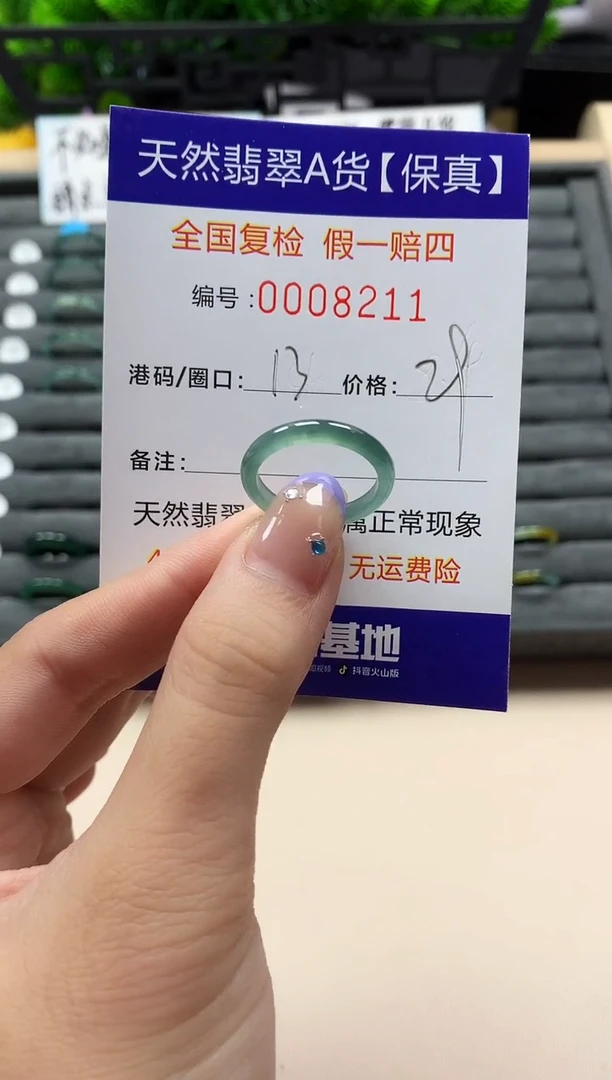 天然翡翠A货【保真】
全国复检 假一赔四
编号:0008211
港码/圈口: 13 价格: 29
备注:
天然翡翠 属正常现象
无运费险
基地
抖音火山版